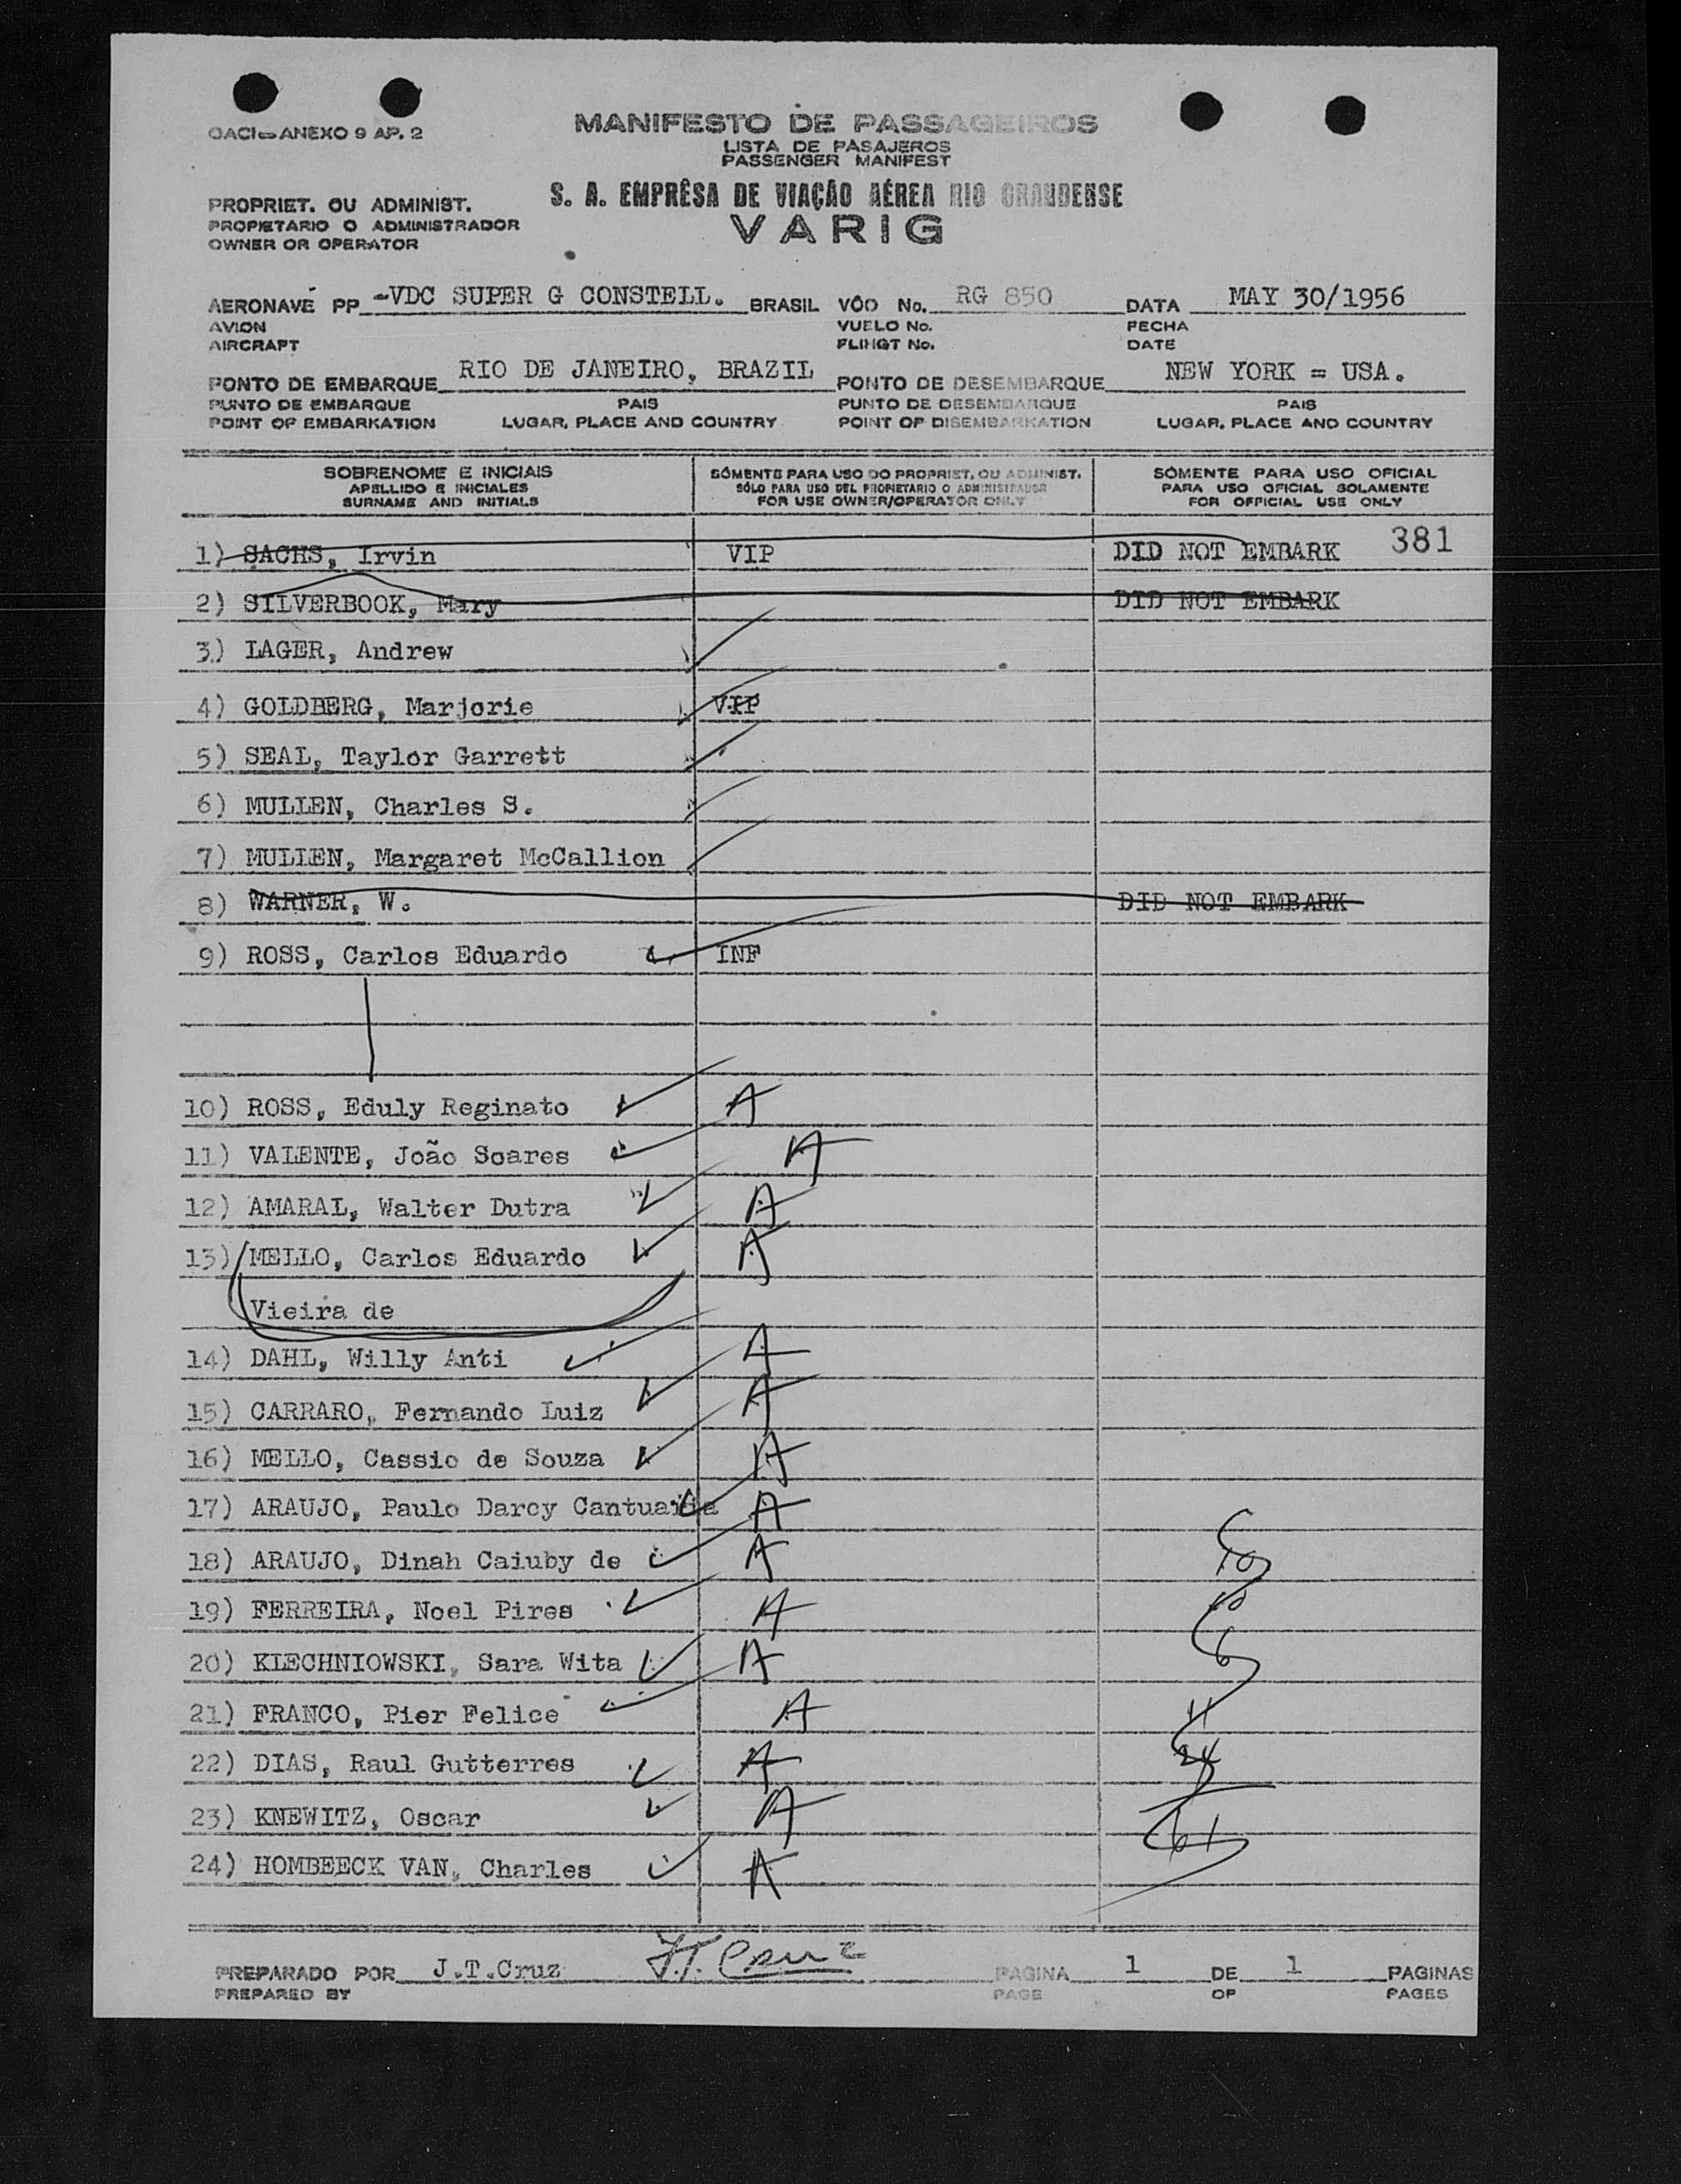 OACI - ANEXO 9 AP. 2
MANIFESTO DE PASSAGEIROS
LISTA DE PASAJEROS
PASSENGER MANIFEST
S. A. EMPRÊSA DE VIAÇÃO AÉREA RIO GRANDENSE
VARIG
PROPRIET. OU ADMINIST.
PROPIETARIO O ADMINISTRADOR
OWNER OR OPERATOR
AERONAVE PP -VDC SUPER G CONSTELL. BRASIL VÔO No. RG 850 DATA MAY 30/1956
AVION VUELO No. FECHA
AIRCRAFT FLIHGT No. DATE
PONTO DE EMBARQUE RIO DE JANEIRO, BRAZIL PONTO DE DESEMBARQUE NEW YORK = USA.
PUNTO DE EMBARQUE PAIS PUNTO DE DESEMBARQUE PAIS
POINT OF EMBARKATION LUGAR, PLACE AND COUNTRY POINT OF DISEMBARKATION LUGAR, PLACE AND COUNTRY
SOBRENOME E INICIAIS SÓMENTE PARA USO DO PROPRIET. OU ADMINIST. SÓMENTE PARA USO OFICIAL
APELLIDO E INICIALES SÓLO PARA USO DEL PROPIETARIO O ADMINISTRADOR PARA USO OFICIAL SOLAMENTE
SURNAME AND INITIALS FOR USE OWNER/OPERATOR ONLY FOR OFFICIAL USE ONLY
1) SACHS, Irvin VIP DID NOT EMBARK 381
2) SILVERBOOK, Mary DID NOT EMBARK
3) LAGER, Andrew
4) GOLDBERG, Marjorie VIP
5) SEAL, Taylor Garrett
6) MULLEN, Charles S.
7) MULLEN, Margaret McCallion
8) WARNER, W. DID NOT EMBARK
9) ROSS, Carlos Eduardo INF
10) ROSS, Eduly Reginato A
11) VALENTE, João Soares A
12) AMARAL, Walter Dutra A
13) MELLO, Carlos Eduardo A
Vieira de
14) DAHL, Willy Anti A
15) CARRARO, Fernando Luiz A
16) MELLO, Cassio de Souza A
17) ARAUJO, Paulo Darcy Cantuaria A
18) ARAUJO, Dinah Caiuby de A 10
19) FERREIRA, Noel Pires A 10
20) KLECHNIOWSKI, Sara Wita A 6
21) FRANCO, Pier Felice A 11
22) DIAS, Raul Gutterres A 24
23) KNEWITZ, Oscar A 61
24) HOMBEECK VAN, Charles A
PREPARADO POR J.T.Cruz J.T. Cruz PAGINA 1 DE 1 PAGINAS
PREPARED BY PAGE OF PAGES